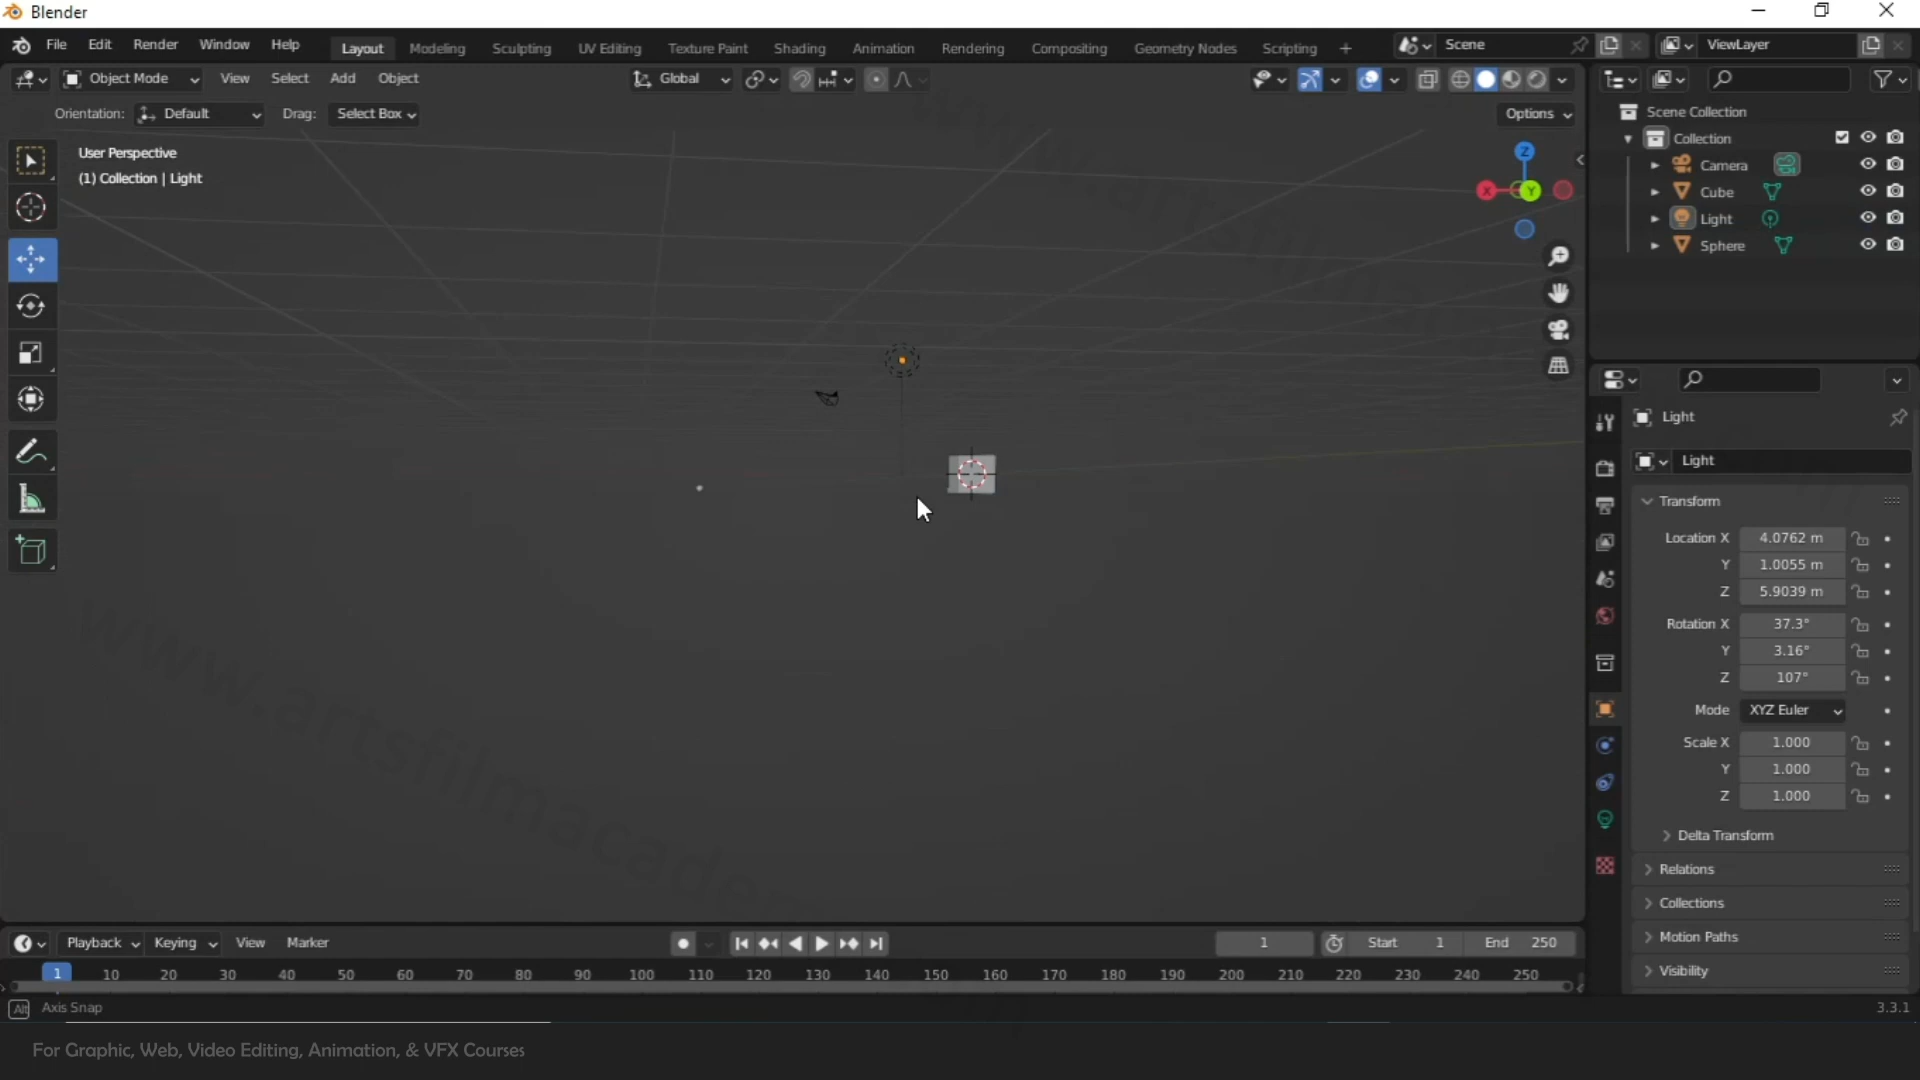 Blender
File Edit Render Window Help Layout Modeling Sculpting UV Editing Texture Paint Shading Animation Rendering Compositing Geometry Nodes Scripting + Scene ViewLayer
Object Mode View Select Add Object Global
Orientation: Default Drag: Select Box Options
User Perspective
(1) Collection | Light
Z
X
Y
Scene Collection
Collection
Camera
Cube
Light
Sphere
Light
Light
Transform
Location X 4.0762 m
Y 1.0055 m
Z 5.9039 m
Rotation X 37.3°
Y 3.16°
Z 107°
Mode XYZ Euler
Scale X 1.000
Y 1.000
Z 1.000
Delta Transform
Relations
Collections
Motion Paths
Visibility
www.artsfilmacadem
Playback Keying View Marker 1 Start 1 End 250
1 10 20 30 40 50 60 70 80 90 100 110 120 130 140 150 160 170 180 190 200 210 220 230 240 250
Alt Axis Snap 3.3.1
For Graphic, Web, Video Editing, Animation, & VFX Courses